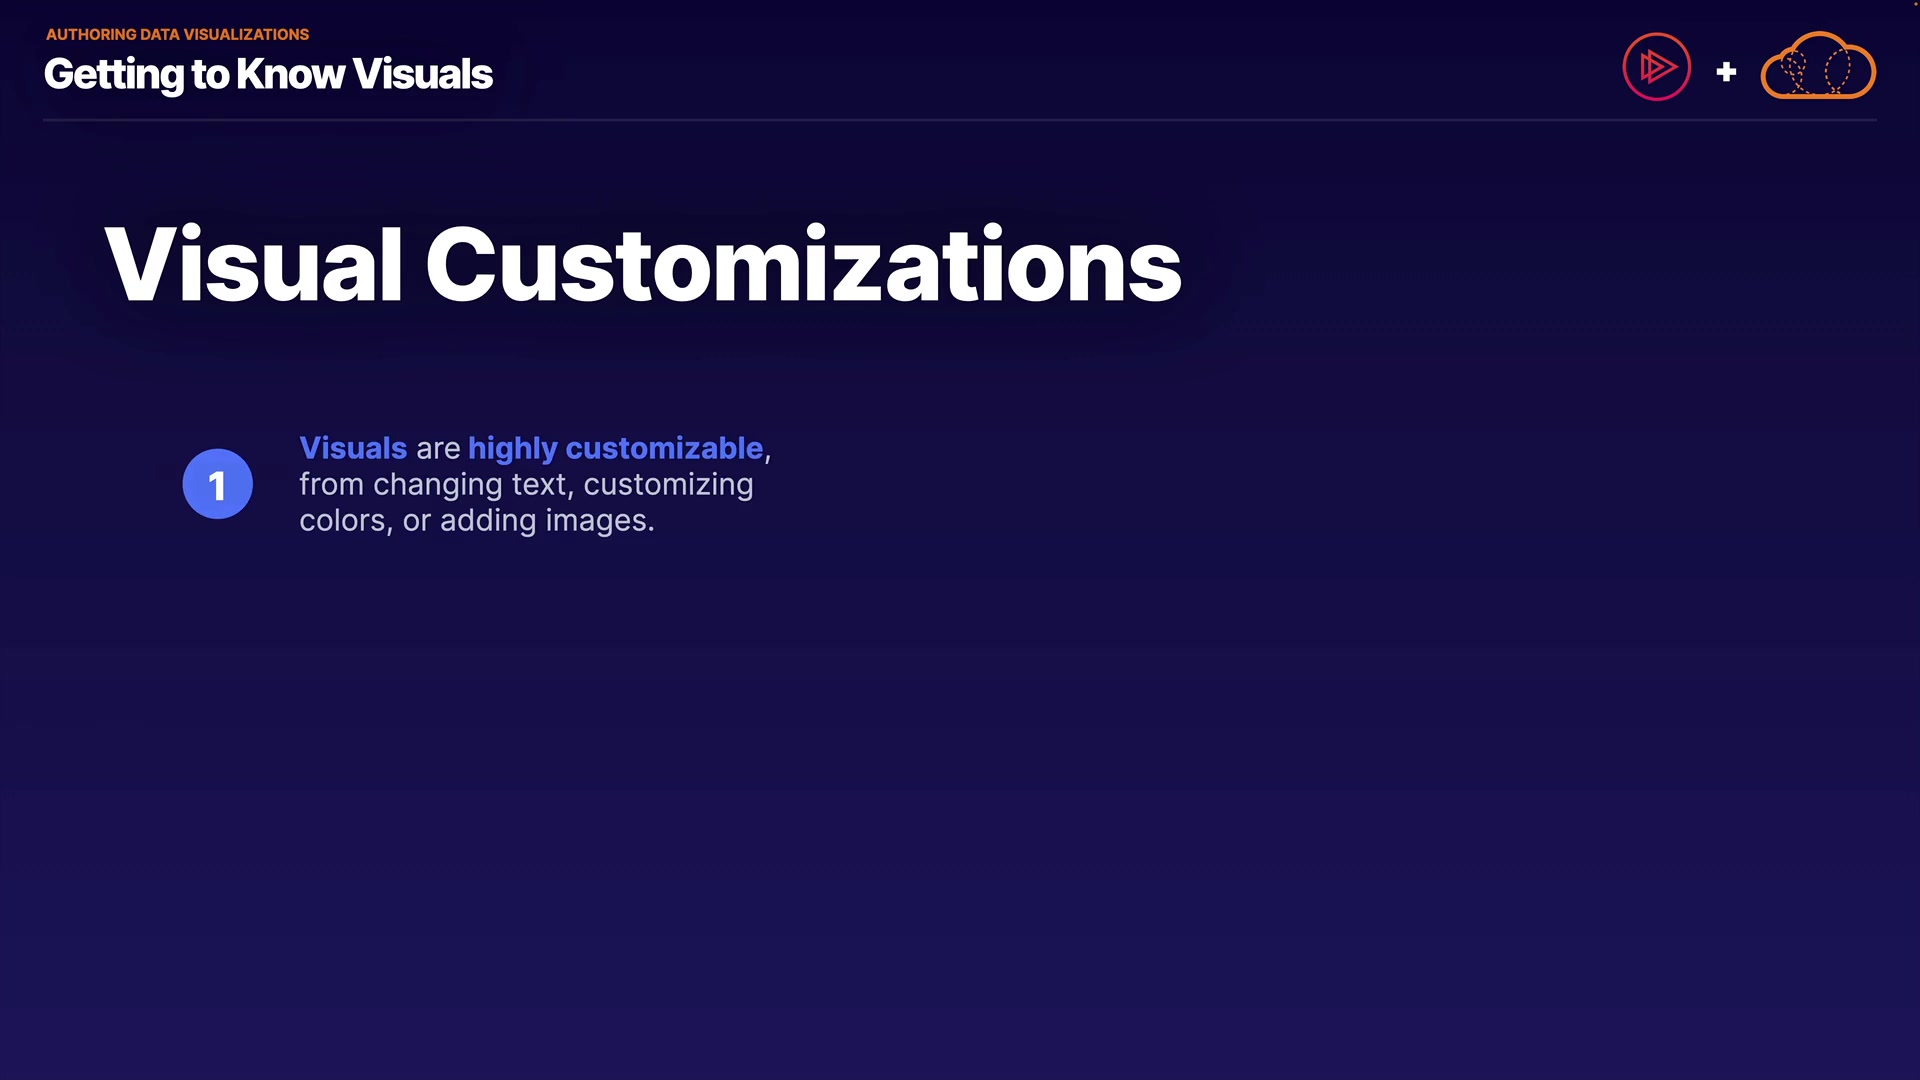 AUTHORING DATA VISUALIZATIONS
Getting to Know Visuals
+
Visual Customizations
1
Visuals are highly customizable,
from changing text, customizing
colors, or adding images.